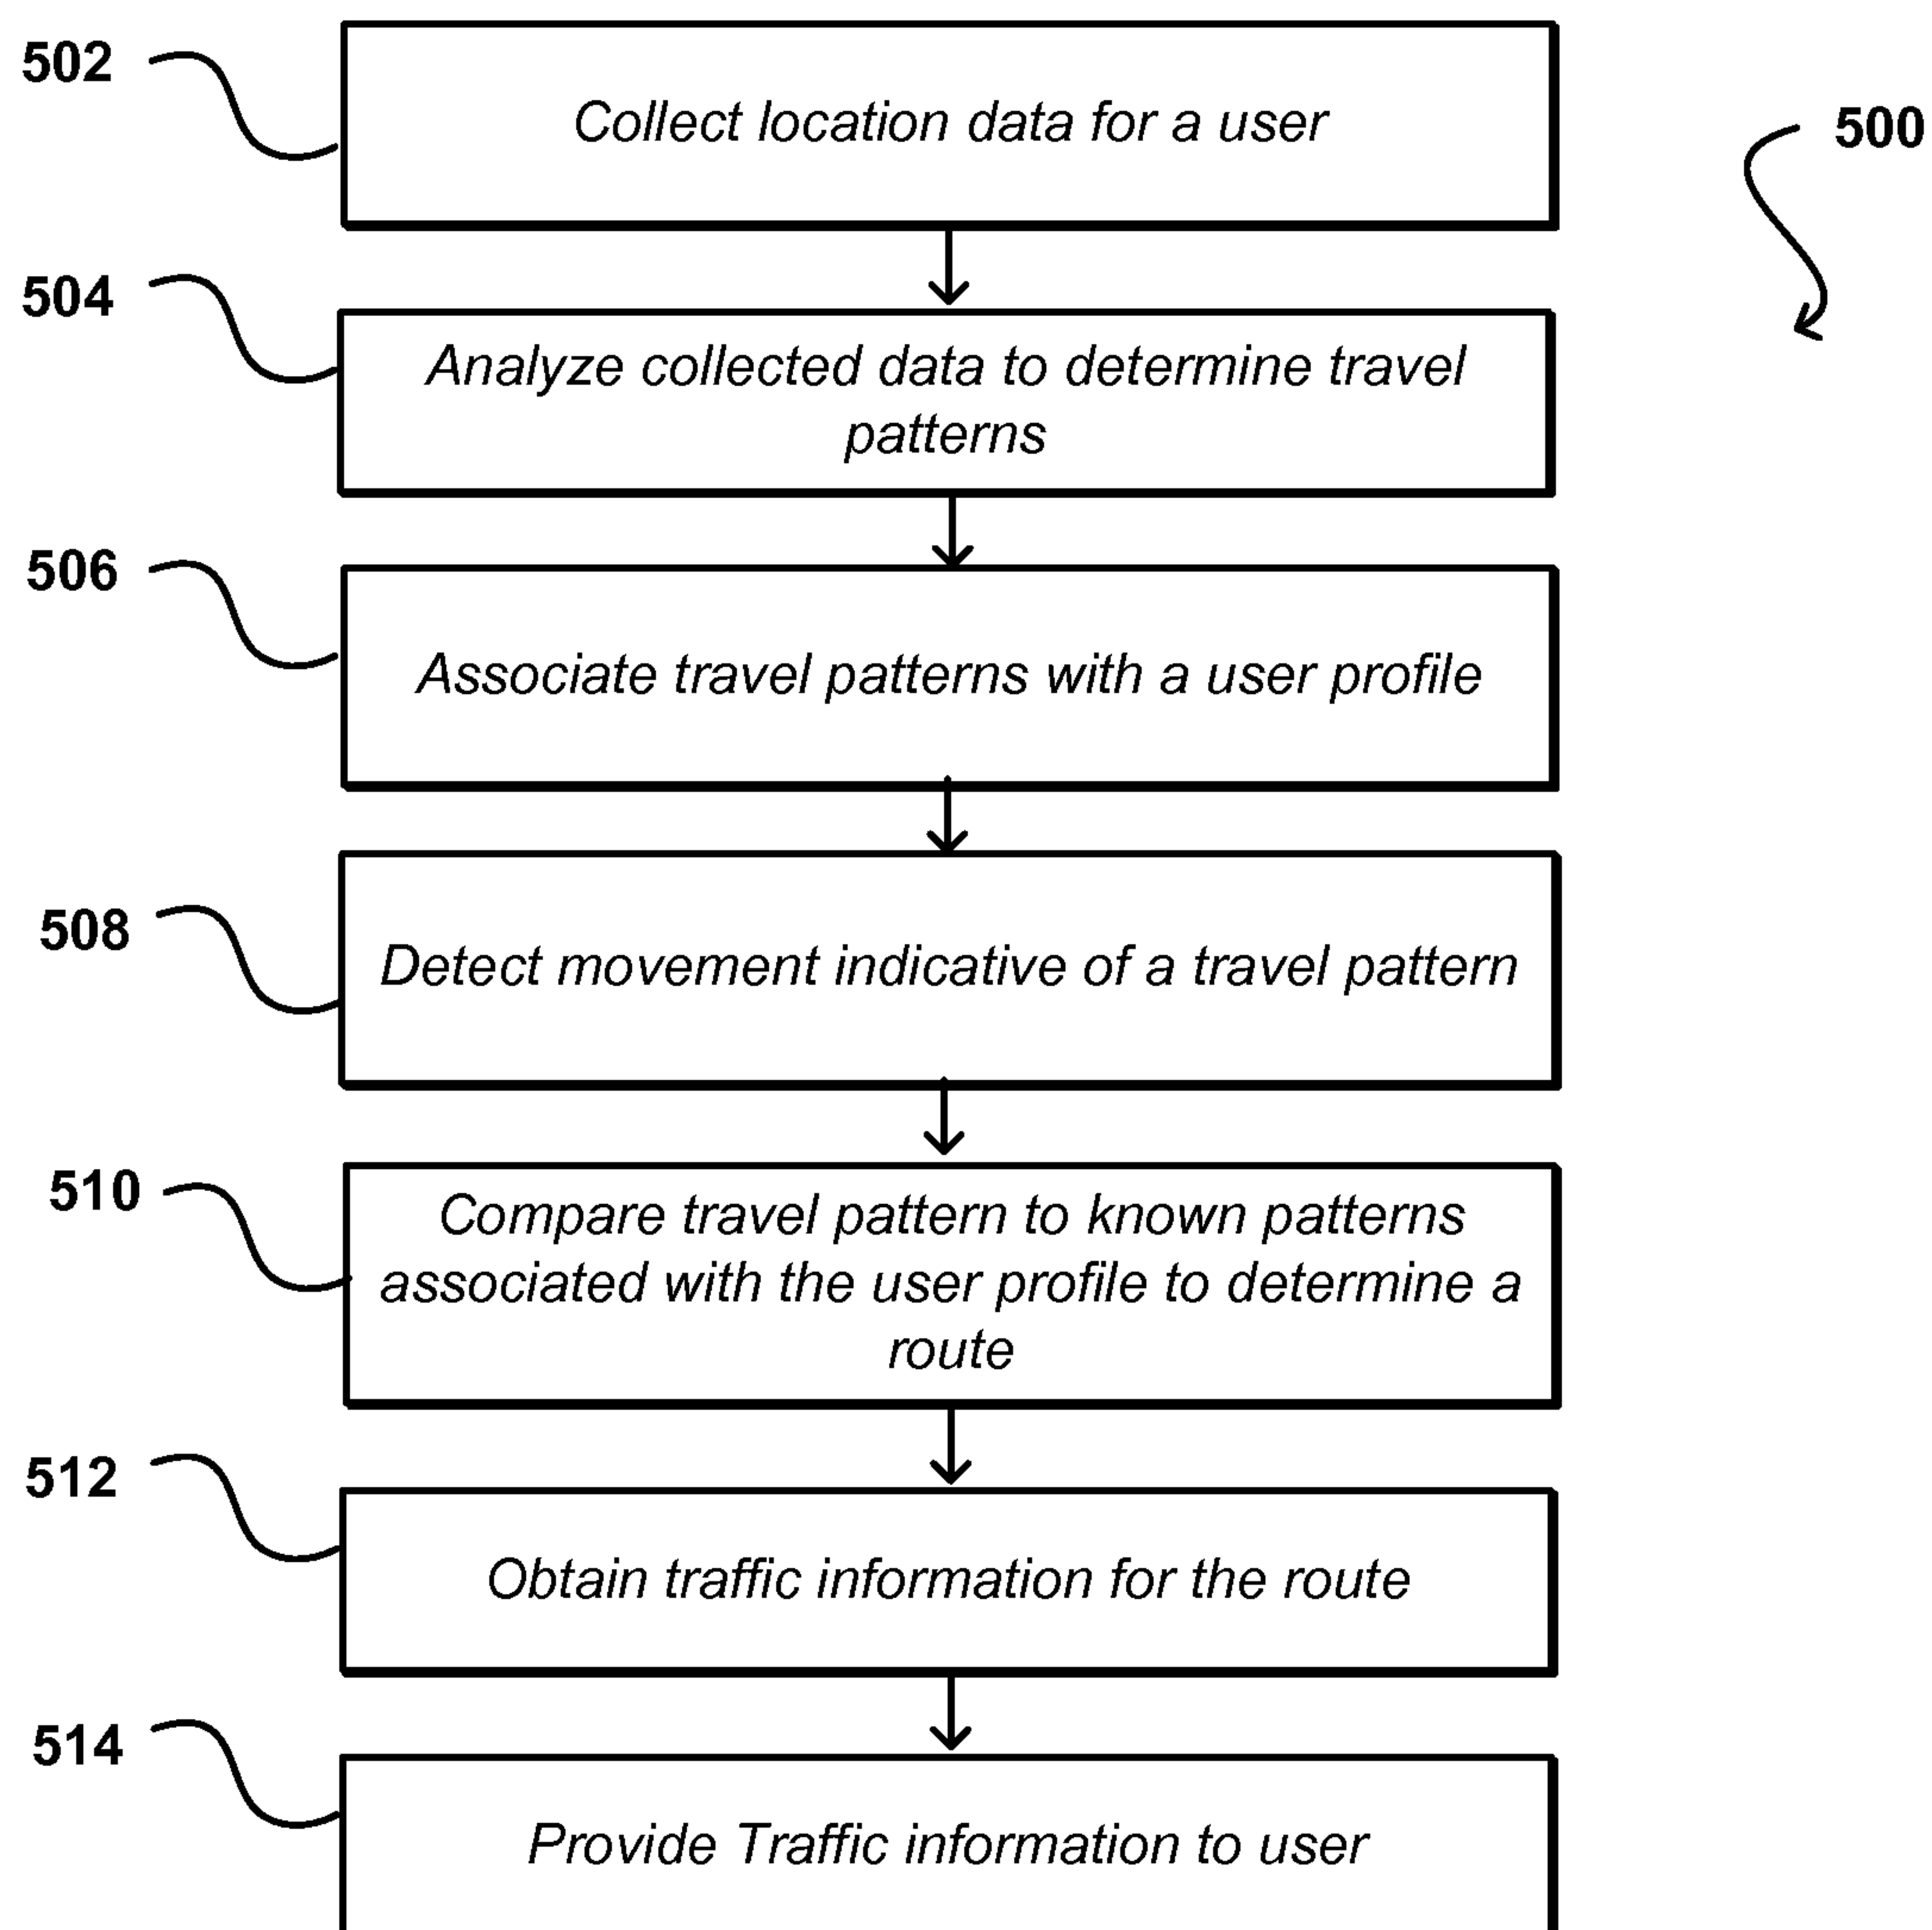 502
Collect location data for a user
500
504
Analyze collected data to determine travel
patterns
506
Associate travel patterns with a user profile
508
Detect movement indicative of a travel pattern
510
Compare travel pattern to known patterns
associated with the user profile to determine a
route
512
Obtain traffic information for the route
514
Provide Traffic information to user